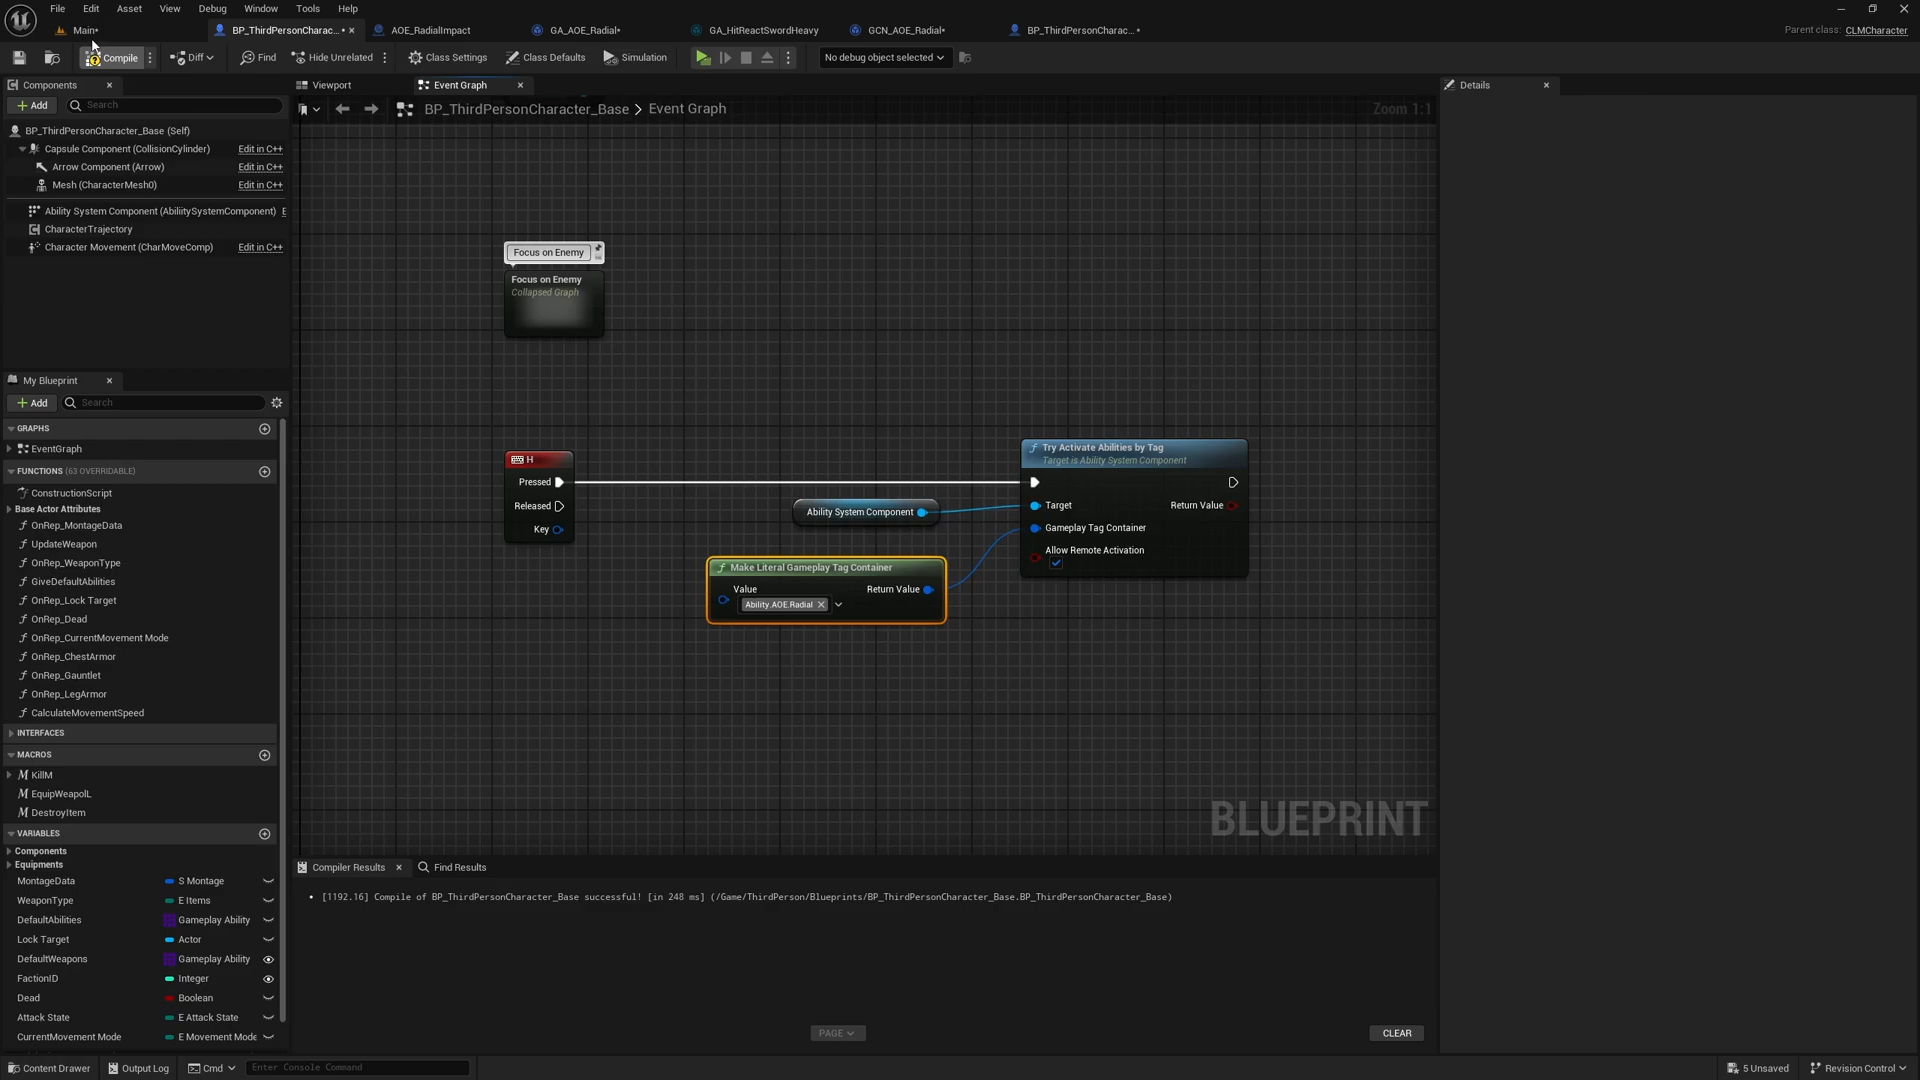 File Edit Asset View Debug Window Tools Help
Main*
BP_ThirdPersonCharac... •
AOE_RadialImpact
GA_AOE_Radial*
GA_HitReactSwordHeavy
GCN_AOE_Radial*
BP_ThirdPersonCharac... •
Parent class: CLMCharacter
Compile
Diff
Find
Hide Unrelated
Class Settings
Class Defaults
Simulation
No debug object selected
Components
Add
Search
BP_ThirdPersonCharacter_Base (Self)
Capsule Component (CollisionCylinder) Edit in C++
Arrow Component (Arrow) Edit in C++
Mesh (CharacterMesh0) Edit in C++
Ability System Component (AbiliitySystemComponent) E
CharacterTrajectory
Character Movement (CharMoveComp) Edit in C++
My Blueprint
Add
Search
GRAPHS
EventGraph
FUNCTIONS (63 OVERRIDABLE)
ConstructionScript
Base Actor Attributes
OnRep_MontageData
UpdateWeapon
OnRep_WeaponType
GiveDefaultAbilities
OnRep_Lock Target
OnRep_Dead
OnRep_CurrentMovement Mode
OnRep_ChestArmor
OnRep_Gauntlet
OnRep_LegArmor
CalculateMovementSpeed
INTERFACES
MACROS
KillM
EquipWeapolL
DestroyItem
VARIABLES
Components
Equipments
MontageData S Montage
WeaponType E Items
DefaultAbilities Gameplay Ability
Lock Target Actor
DefaultWeapons Gameplay Ability
FactionID Integer
Dead Boolean
Attack State E Attack State
CurrentMovement Mode E Movement Mode
Viewport
Event Graph
BP_ThirdPersonCharacter_Base > Event Graph
Zoom 1:1
Focus on Enemy
Focus on Enemy
Collapsed Graph
H
Pressed
Released
Key
Ability System Component
Make Literal Gameplay Tag Container
Value
Return Value
Ability.AOE.Radial
Try Activate Abilities by Tag
Target is Ability System Component
Target
Return Value
Gameplay Tag Container
Allow Remote Activation
BLUEPRINT
Compiler Results
Find Results
[1192.16] Compile of BP_ThirdPersonCharacter_Base successful! [in 248 ms] (/Game/ThirdPerson/Blueprints/BP_ThirdPersonCharacter_Base.BP_ThirdPersonCharacter_Base)
PAGE
CLEAR
Details
Content Drawer
Output Log
Cmd
Enter Console Command
5 Unsaved
Revision Control